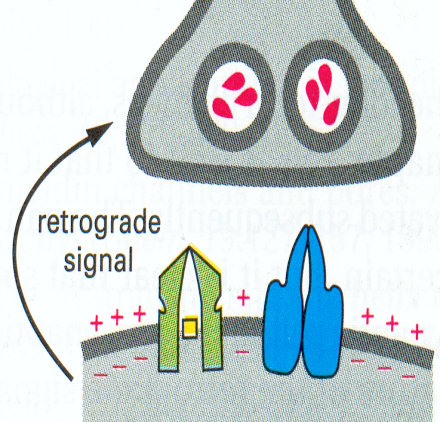 retrograde
signal
+ + +
+
+ + +
− − −
−
− − −